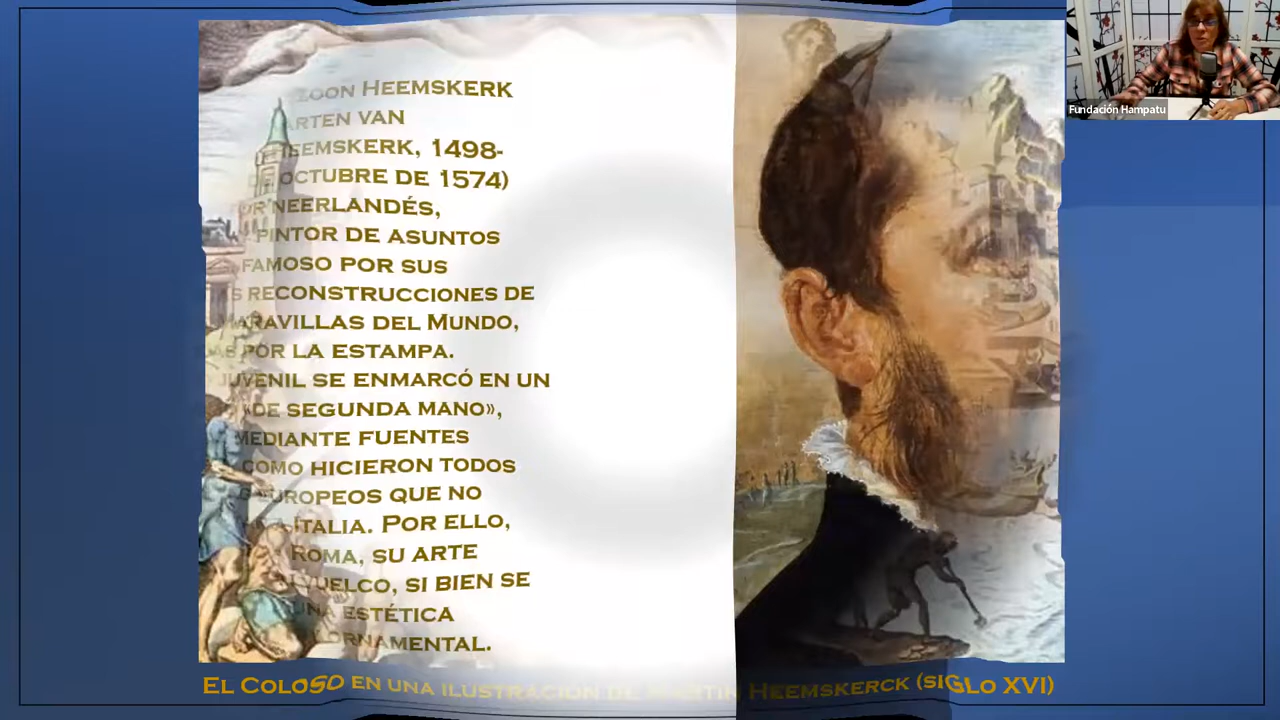 HEEMSKERK
VAN
HEEMSKERK, 1498-
OCTUBRE DE 1574)
NEERLANDÉS,
PINTOR DE ASUNTOS
FAMOSO POR SUS
RECONSTRUCCIONES DE
MARAVILLAS DEL MUNDO,
POR LA ESTAMPA.
JUVENIL SE ENMARCÓ EN UN
«DE SEGUNDA MANO»,
MEDIANTE FUENTES
COMO HICIERON TODOS
EUROPEOS QUE NO
ITALIA. POR ELLO,
ROMA, SU ARTE
VUELCO, SI BIEN SE
UNA ESTÉTICA
ORNAMENTAL.
EL COLOSO EN UNA ILUSTRACIÓN DE MARTIN HEEMSKERCK (SIGLO XVI)
Fundación Hampatu